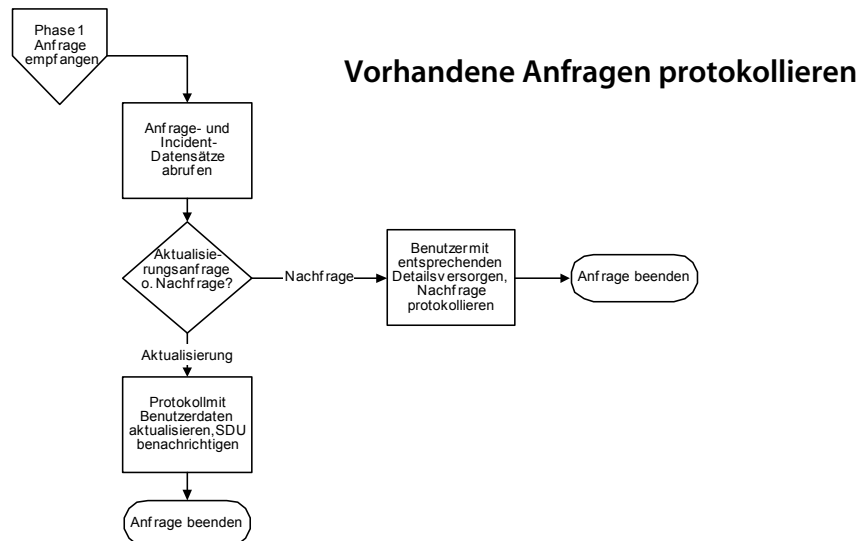 Phase 1
Anfrage
empfangen
Vorhandene Anfragen protokollieren
Anfrage- und
Incident-
Datensätze
abrufen
Aktualisie-
rungsanfrage
o. Nachfrage?
Nachfrage
Benutzer mit
entsprechenden
Details versorgen,
Nachfrage
protokollieren
Anfrage beenden
Aktualisierung
Protokoll mit
Benutzerdaten
aktualisieren, SDU
benachrichtigen
Anfrage beenden